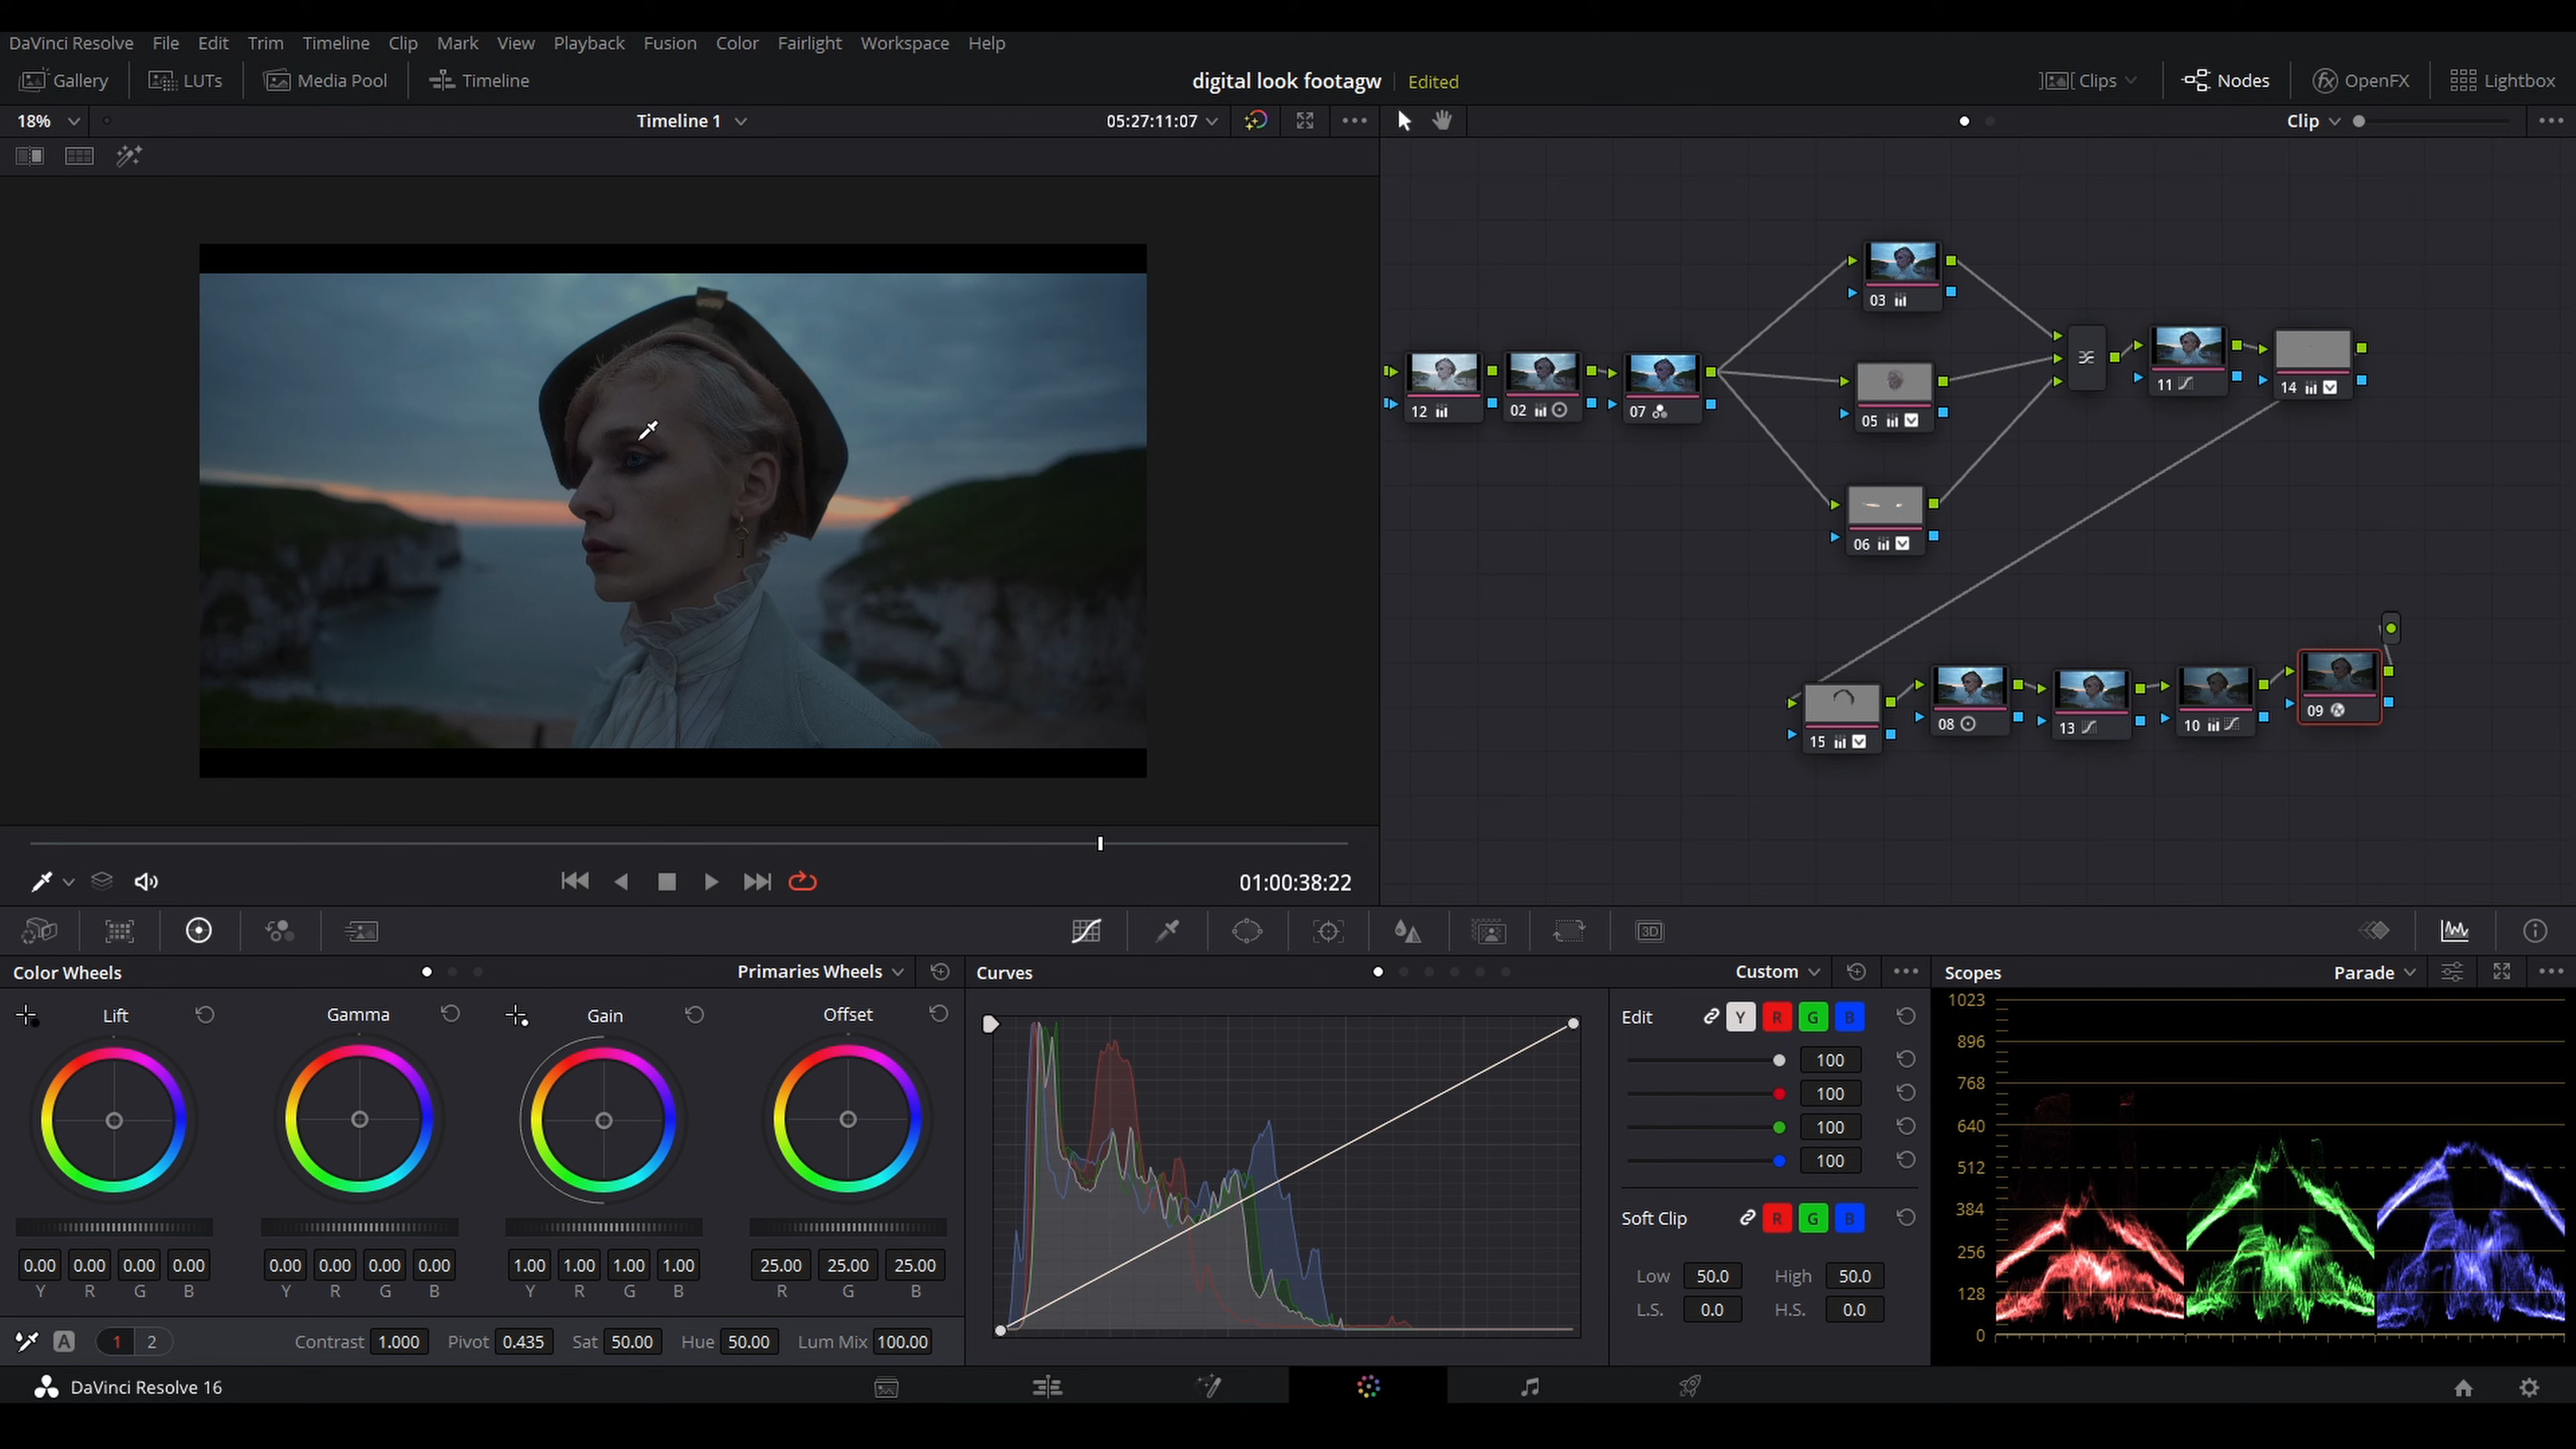 DaVinci Resolve File Edit Trim Timeline Clip Mark View Playback Fusion Color Fairlight Workspace Help
Gallery LUTs Media Pool Timeline digital look footagw Edited Clips Nodes OpenFX Lightbox
18% Timeline 1 05:27:11:07 Clip
03
12 02 07 05 11 14
06
15 08 13 10 09
01:00:38:22
3D
Color Wheels Primaries Wheels Curves Custom Scopes Parade
Lift Gamma Gain Offset Edit Y R G B
100
100
100
100
Soft Clip R G B
Low 50.0 High 50.0
L.S. 0.0 H.S. 0.0
1023
896
768
640
512
384
256
128
0
0.00 0.00 0.00 0.00 0.00 0.00 0.00 0.00 1.00 1.00 1.00 1.00 25.00 25.00 25.00
Y R G B Y R G B Y R G B R G B
A 1 2 Contrast 1.000 Pivot 0.435 Sat 50.00 Hue 50.00 Lum Mix 100.00
DaVinci Resolve 16